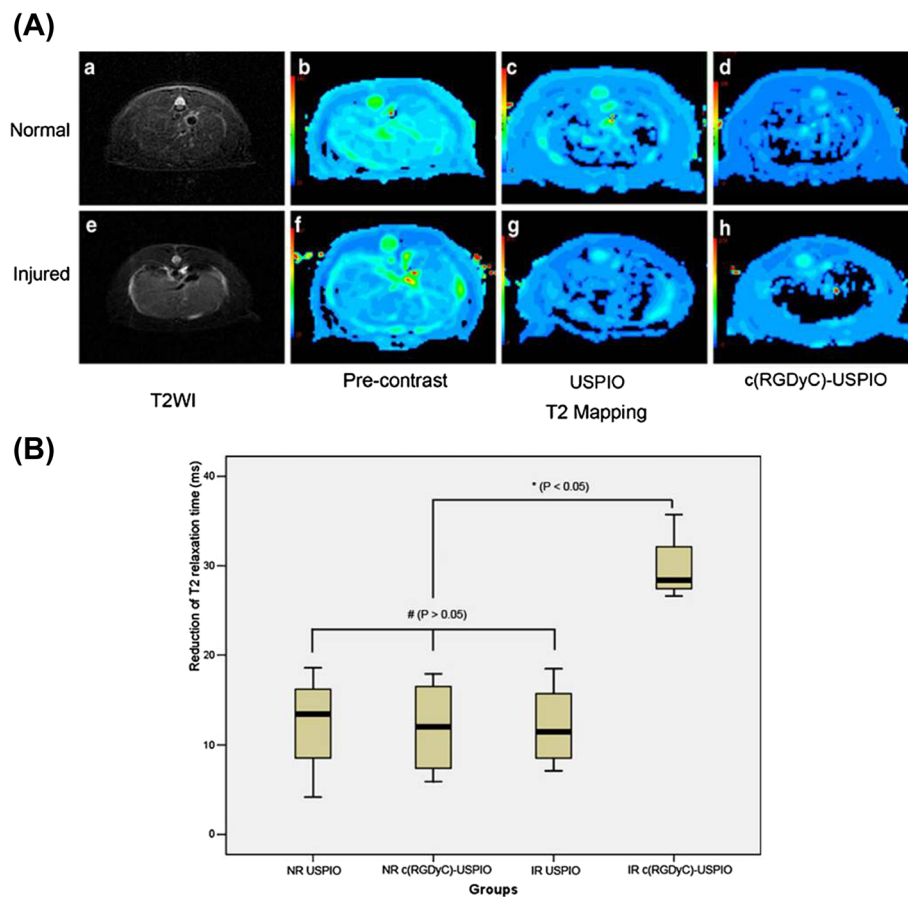 (A)
a
b
c
d
Normal
e
f
g
h
Injured
T2WI
Pre-contrast
USPIO
c(RGDyC)-USPIO
T2 Mapping
(B)
Reduction of T2 relaxation time (ms)
40
30
20
10
0
* (P < 0.05)
# (P > 0.05)
NR USPIO
NR c(RGDyC)-USPIO
IR USPIO
IR c(RGDyC)-USPIO
Groups